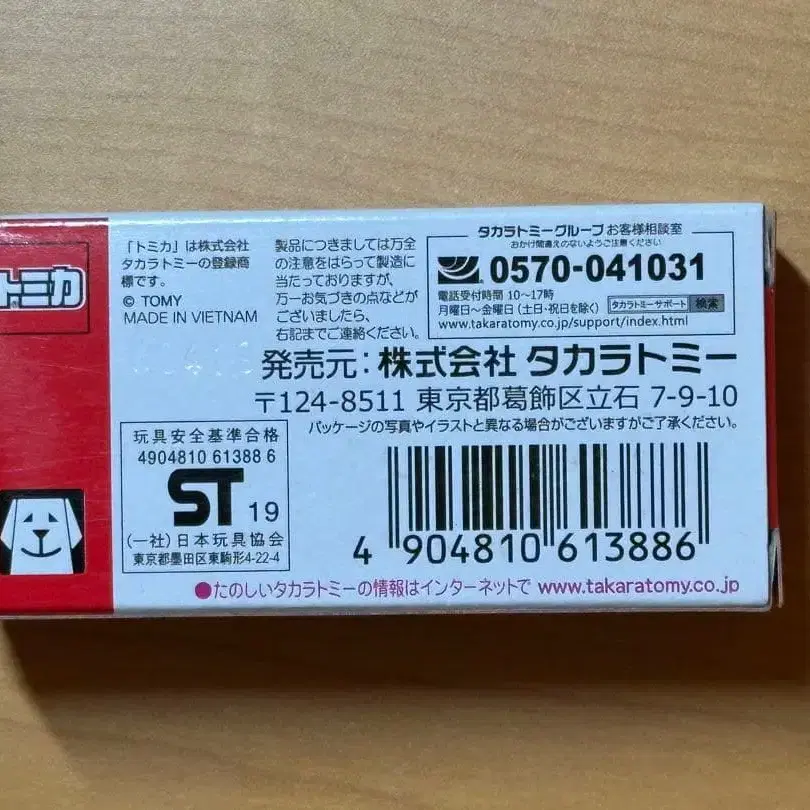 トミカ
「トミカ」は株式会社
タカラトミーの登録商
標です。
© TOMY
MADE IN VIETNAM
製品につきましては万全
の注意をはらって製造に
当たっておりますが、
万一お気づきの点などが
ございましたら、
右記までご連絡ください。
タカラトミーグループ お客様相談室
おかけ間違えのないようご注意ください
0570-041031
電話受付時間 10〜17時
月曜日〜金曜日(土・祝日を除く)
タカラトミーサポート 検索
www.takaratomy.co.jp/support/index.html
発売元:株式会社 タカラトミー
〒124-8511 東京都葛飾区立石 7-9-10
パッケージの写真やイラストと異なる場合がございますがご了承ください。
玩具安全基準合格
4904810 61388 6
ST 19
(一社)日本玩具協会
東京都墨田区東駒形4-22-4
4 904810 613886
●たのしいタカラトミーの情報はインターネットで www.takaratomy.co.jp